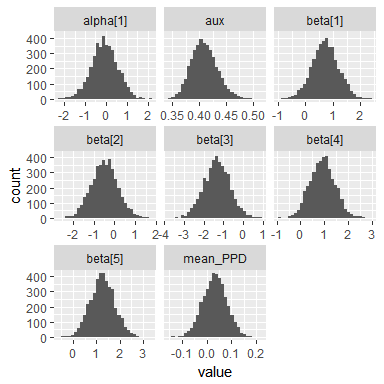 alpha[1] aux beta[1]
400
300
200
100
0
-2 -1 0 1 2 0.35 0.40 0.45 0.50 -1 0 1 2
beta[2] beta[3] beta[4]
400
300
200
100
0
-2 -1 0 1 2 -4 -3 -2 -1 0 1 -1 0 1 2 3
beta[5] mean_PPD
400
300
200
100
0
0 1 2 3 -0.1 0.0 0.1 0.2
count
value